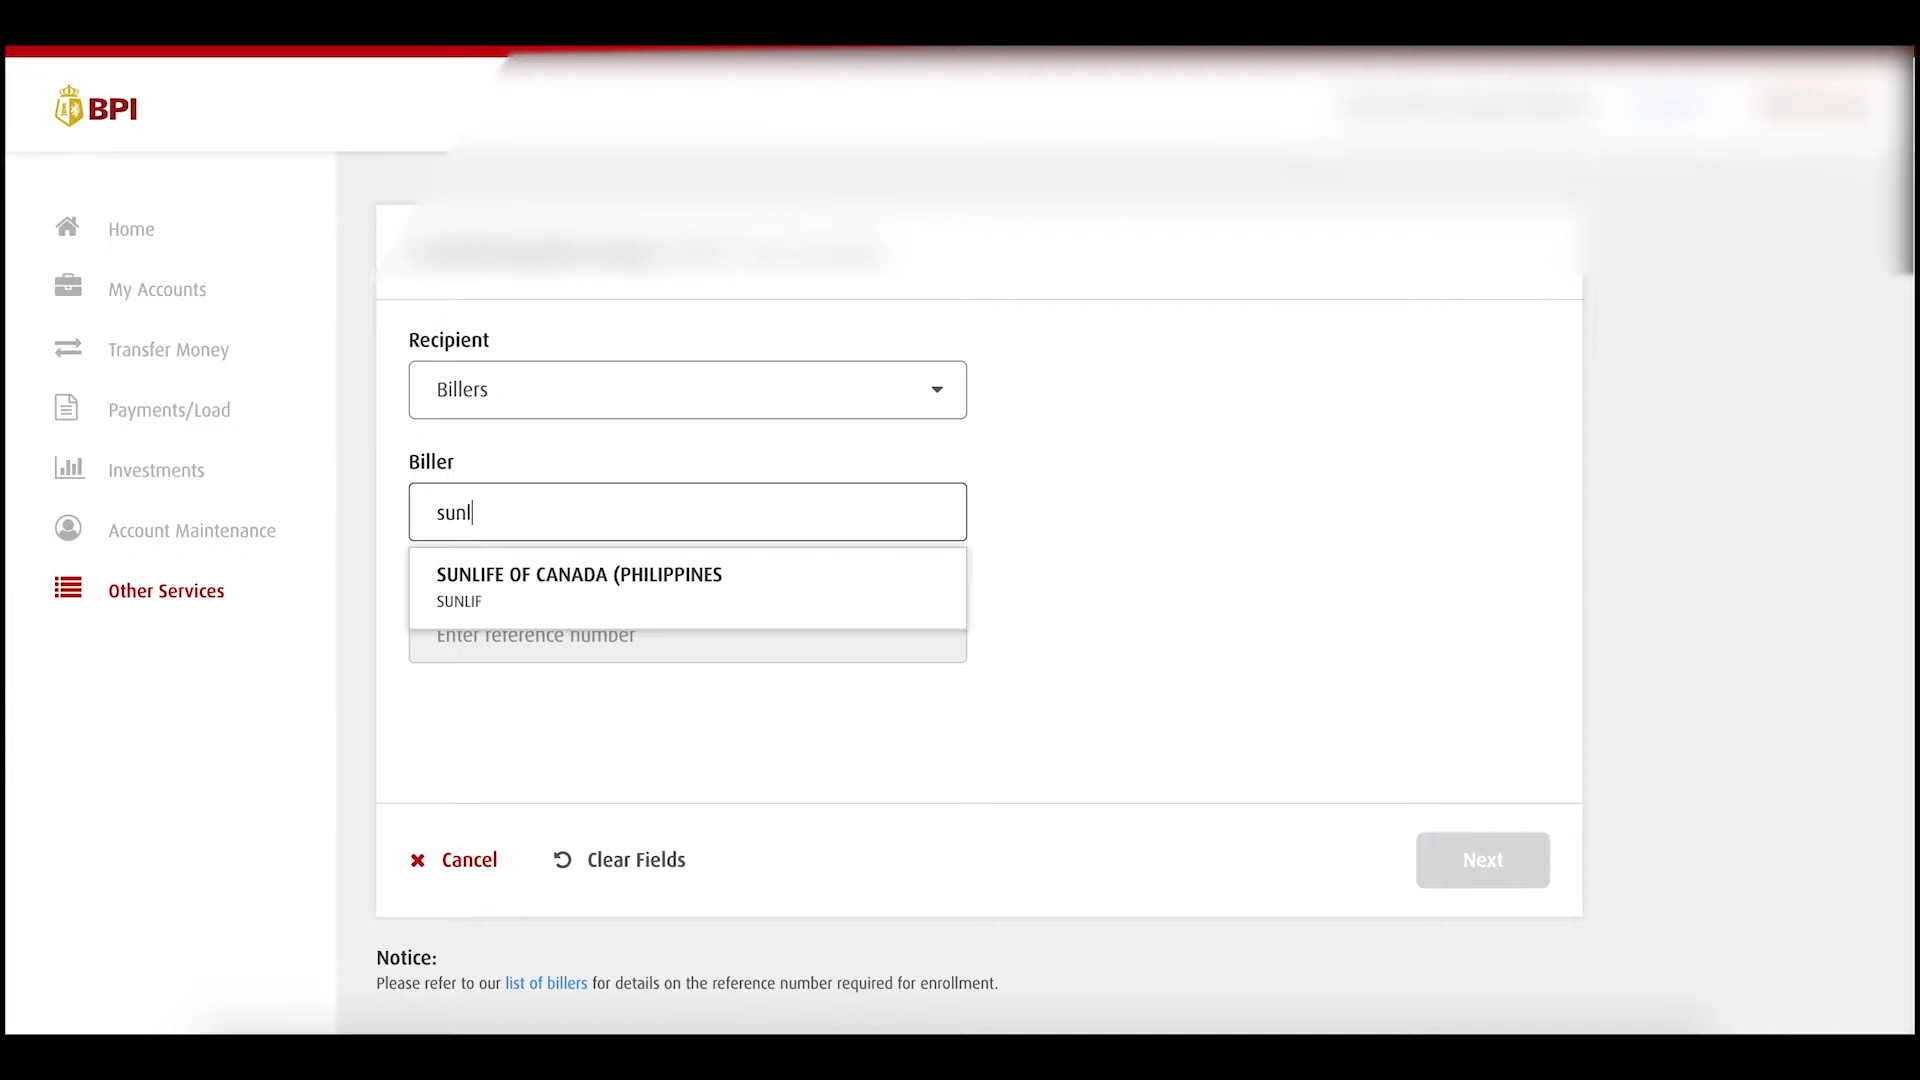 BPI
Home
My Accounts
Transfer Money
Payments/Load
Investments
Account Maintenance
Other Services
Recipient
Billers
Biller
sunl
SUNLIFE OF CANADA (PHILIPPINES
SUNLIF
Enter reference number
Cancel
Clear Fields
Next
Notice:
Please refer to our list of billers for details on the reference number required for enrollment.